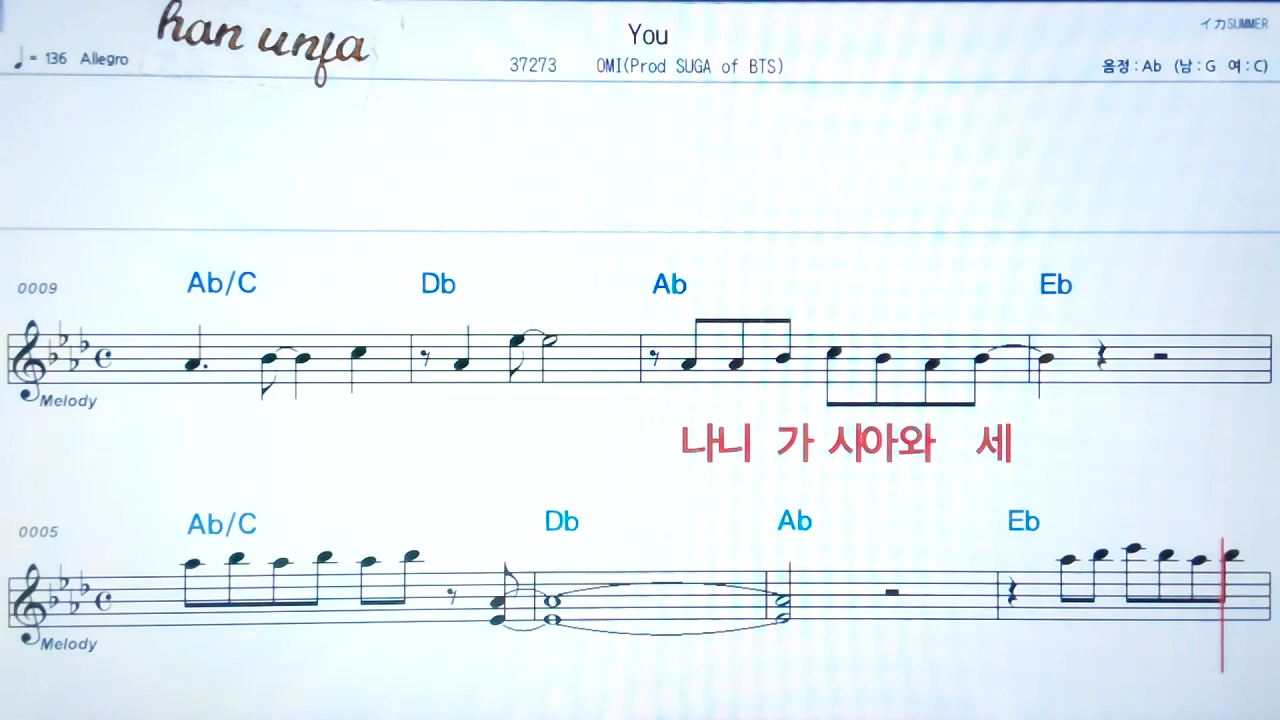 han unja
You
イカSUMMER
♩= 136 Allegro
37273 OMI(Prod SUGA of BTS)
음정:Ab (남:G 여:C)
Ab/C Db Ab Eb
0009
Melody
나니 가 시아와 세
Ab/C Db Ab Eb
0005
Melody